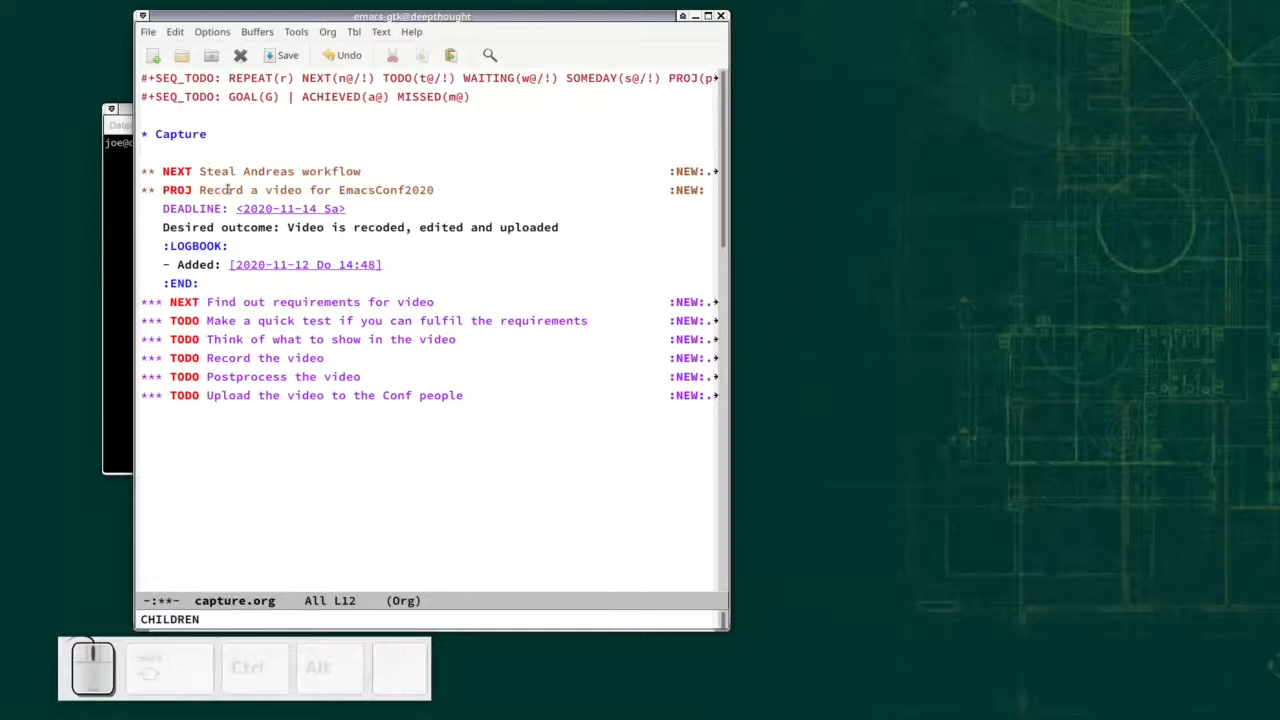 emacs-gtk@deepthought
File Edit Options Buffers Tools Org Tbl Text Help
Save Undo
#+SEQ_TODO: REPEAT(r) NEXT(n@/!) TODO(t@/!) WAITING(w@/!) SOMEDAY(s@/!) PROJ(p
#+SEQ_TODO: GOAL(G) | ACHIEVED(a@) MISSED(m@)
Date
* Capture
joe@
** NEXT Steal Andreas workflow :NEW:.
** PROJ Record a video for EmacsConf2020 :NEW:
DEADLINE: <2020-11-14 Sa>
Desired outcome: Video is recoded, edited and uploaded
:LOGBOOK:
- Added: [2020-11-12 Do 14:48]
:END:
*** NEXT Find out requirements for video :NEW:.
*** TODO Make a quick test if you can fulfil the requirements :NEW:.
*** TODO Think of what to show in the video :NEW:.
*** TODO Record the video :NEW:.
*** TODO Postprocess the video :NEW:.
*** TODO Upload the video to the Conf people :NEW:.
-:**- capture.org All L12 (Org)
CHILDREN
Ctrl Alt